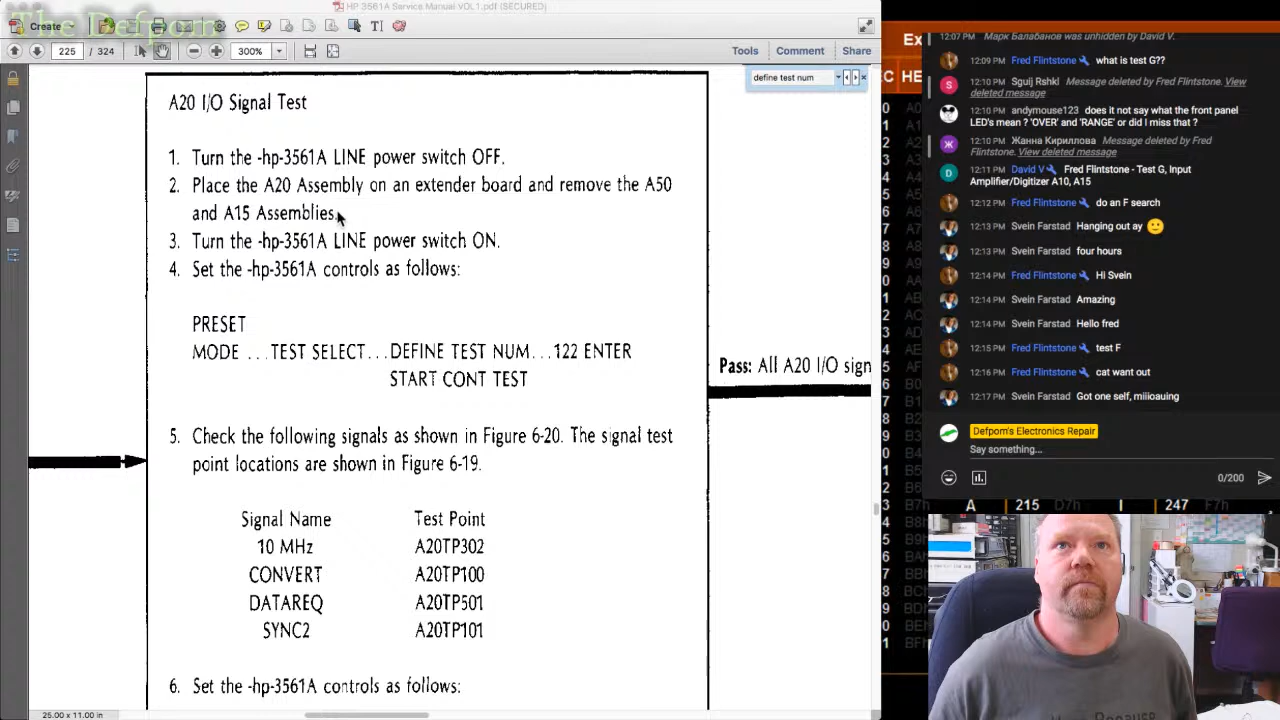 The Defpom
HP 3561A Service Manual-VOL1.pdf (SECURED)
Create
225 / 324
300%
Tools
Comment
Share
define test num
A20 I/O Signal Test
1. Turn the -hp-3561A LINE power switch OFF.
2. Place the A20 Assembly on an extender board and remove the A50
and A15 Assemblies.
3. Turn the -hp-3561A LINE power switch ON.
4. Set the -hp-3561A controls as follows:
PRESET
MODE ...TEST SELECT...DEFINE TEST NUM...122 ENTER
START CONT TEST
Pass: All A20 I/O sign
5. Check the following signals as shown in Figure 6-20. The signal test
point locations are shown in Figure 6-19.
Signal Name Test Point
10 MHz A20TP302
CONVERT A20TP100
DATAREQ A20TP501
SYNC2 A20TP101
6. Set the -hp-3561A controls as follows:
25.00 x 11.00 in
Ex
C HE
12:07 PM Марк Балабанов was unhidden by David V.
12:09 PM Fred Flintstone what is test G??
12:10 PM Sguij Rshki Message deleted by Fred Flintstone. View
deleted message
12:10 PM andymouse123 does it not say what the front panel
LED's mean ? 'OVER' and 'RANGE' or did I miss that ?
12:10 PM Жанна Кириллова Message deleted by Fred
Flintstone. View deleted message
12:11 PM David V Fred Flintstone - Test G, Input
Amplifier/Digitizer A10, A15
12:12 PM Fred Flintstone do an F search
12:13 PM Svein Farstad Hanging out ay
12:13 PM Svein Farstad four hours
12:14 PM Fred Flintstone Hi Svein
12:14 PM Svein Farstad Amazing
12:14 PM Svein Farstad Hello fred
12:15 PM Fred Flintstone test F
12:16 PM Fred Flintstone cat want out
12:17 PM Svein Farstad Got one self, miiioauing
Defpom's Electronics Repair
Say something...
0/200
A 215 D7h I 247 F7h